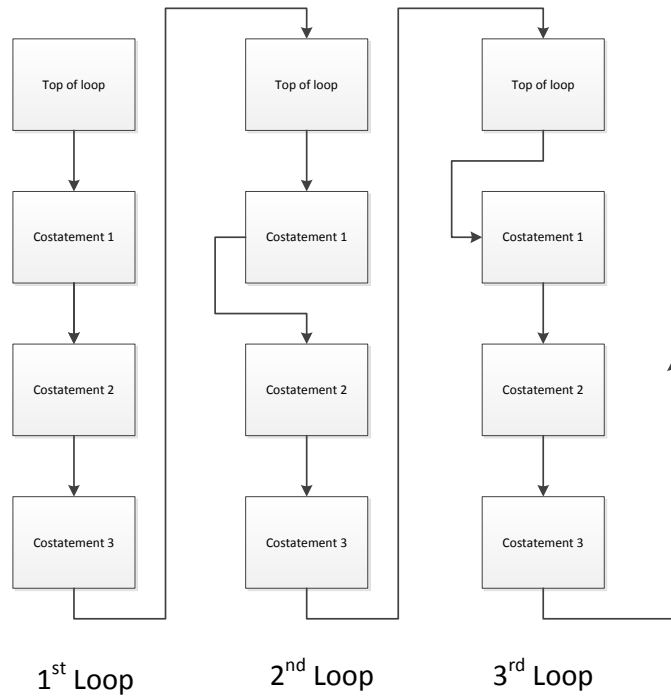 Top of loop
Costatement 1
Costatement 2
Costatement 3
1st Loop
Top of loop
Costatement 1
Costatement 2
Costatement 3
2nd Loop
Top of loop
Costatement 1
Costatement 2
Costatement 3
3rd Loop